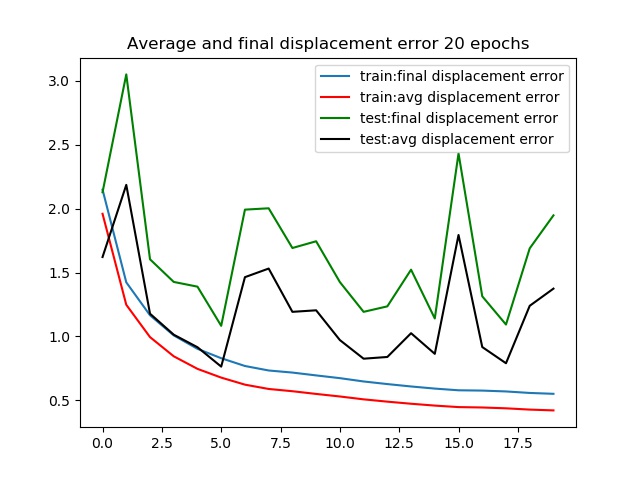 Average and final displacement error 20 epochs
train:final displacement error
train:avg displacement error
test:final displacement error
test:avg displacement error
3.0
2.5
2.0
1.5
1.0
0.5
0.0 2.5 5.0 7.5 10.0 12.5 15.0 17.5